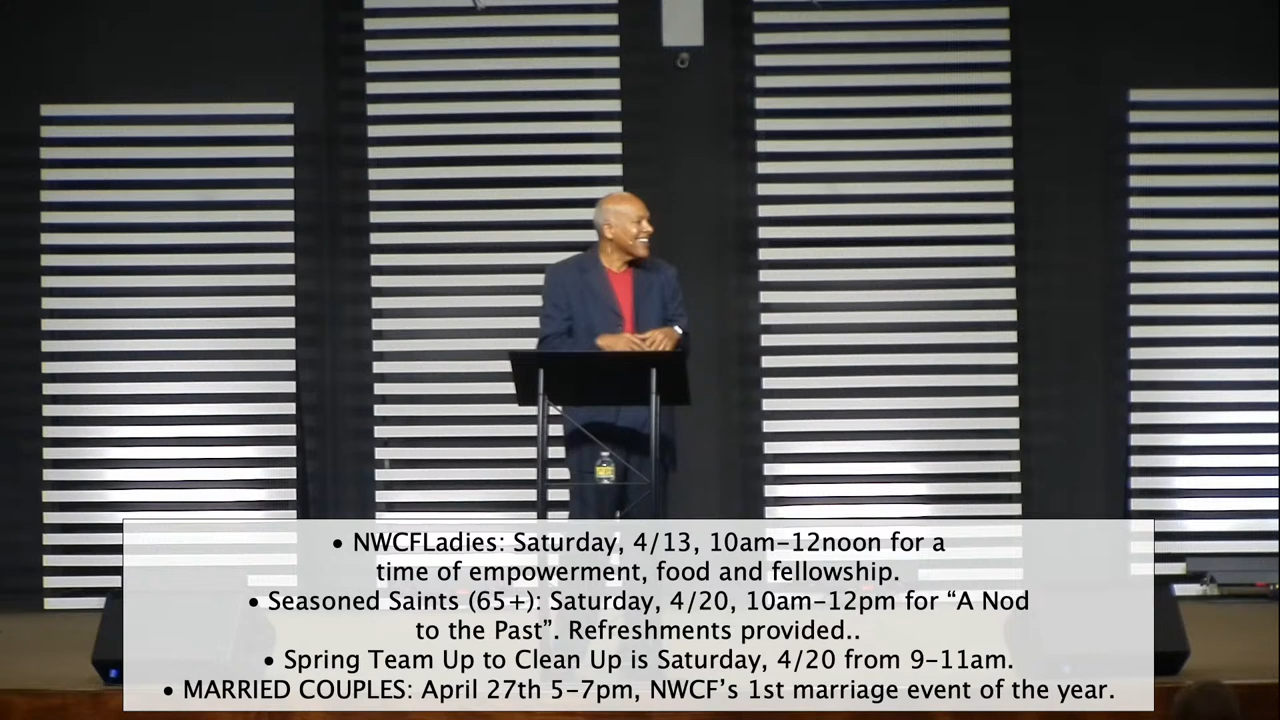 • NWCFLadies: Saturday, 4/13, 10am-12noon for a
time of empowerment, food and fellowship.
• Seasoned Saints (65+): Saturday, 4/20, 10am-12pm for “A Nod
to the Past”. Refreshments provided..
• Spring Team Up to Clean Up is Saturday, 4/20 from 9-11am.
• MARRIED COUPLES: April 27th 5-7pm, NWCF’s 1st marriage event of the year.